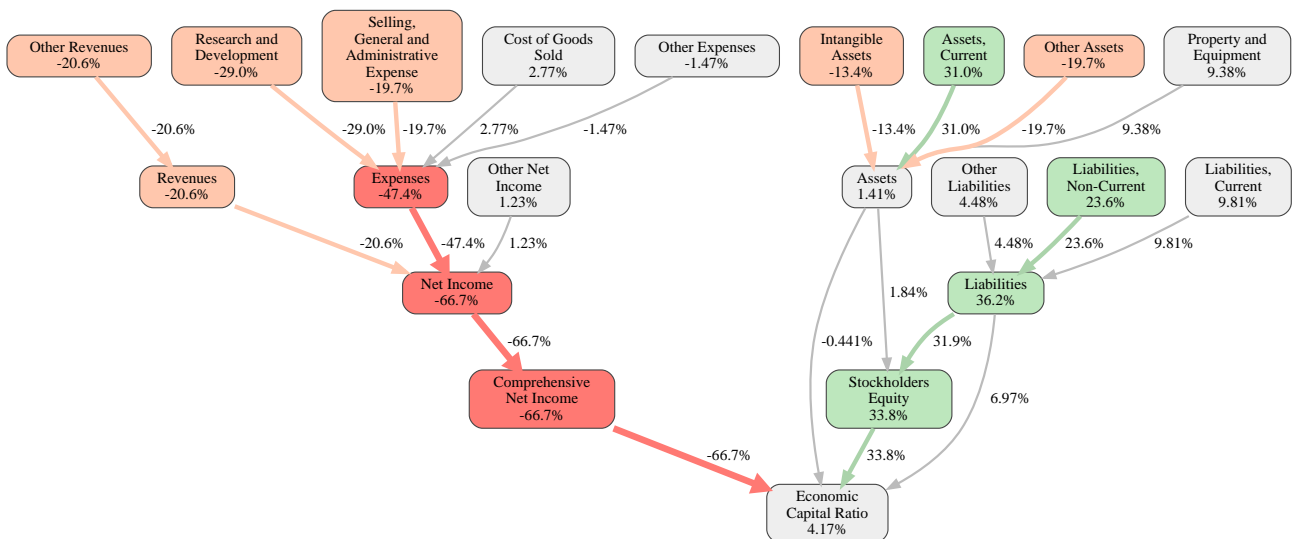 Other Revenues
-20.6%
Research and
Development
-29.0%
Selling,
General and
Administrative
Expense
-19.7%
Cost of Goods
Sold
2.77%
Other Expenses
-1.47%
Intangible
Assets
-13.4%
Assets,
Current
31.0%
Other Assets
-19.7%
Property and
Equipment
9.38%
-20.6%
-29.0%
-19.7%
2.77%
-1.47%
-13.4%
31.0%
-19.7%
9.38%
Revenues
-20.6%
Expenses
-47.4%
Other Net
Income
1.23%
Assets
1.41%
Other
Liabilities
4.48%
Liabilities,
Non-Current
23.6%
Liabilities,
Current
9.81%
-20.6%
-47.4%
1.23%
4.48%
23.6%
9.81%
Net Income
-66.7%
1.84%
Liabilities
36.2%
-66.7%
-0.441%
31.9%
Comprehensive
Net Income
-66.7%
Stockholders
Equity
33.8%
6.97%
-66.7%
33.8%
Economic
Capital Ratio
4.17%